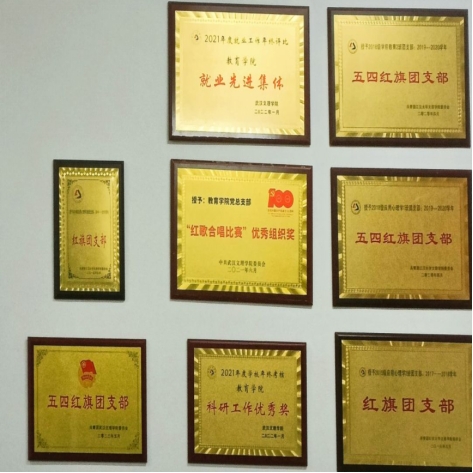 2021年度就业工作年终评比
教育学院
就业先进集体
武汉文理学院
二〇二二年一月
五四红旗团支部
红旗团支部
授予：教育学院党总支部
“红歌合唱比赛”优秀组织奖
中共武汉文理学院委员会
二〇二一年六月
五四红旗团支部
五四红旗团支部
2021年度学校年终考核
教育学院
科研工作优秀奖
武汉文理学院
二〇二二年一月
红旗团支部